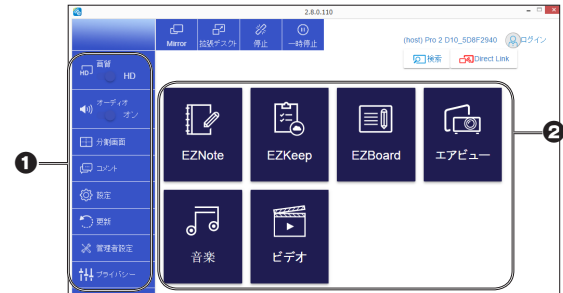 2.8.0.110
Mirror 拡張デスクト 停止 一時停止
(host) Pro 2 D10_5D8F2940 ログイン
検索 Direct Link
画質
HD HD
オーディオ
オン
分割画面
コメント
設定
更新
管理者設定
プライバシー
EZNote EZKeep EZBoard エアビュー
音楽 ビデオ
1
2